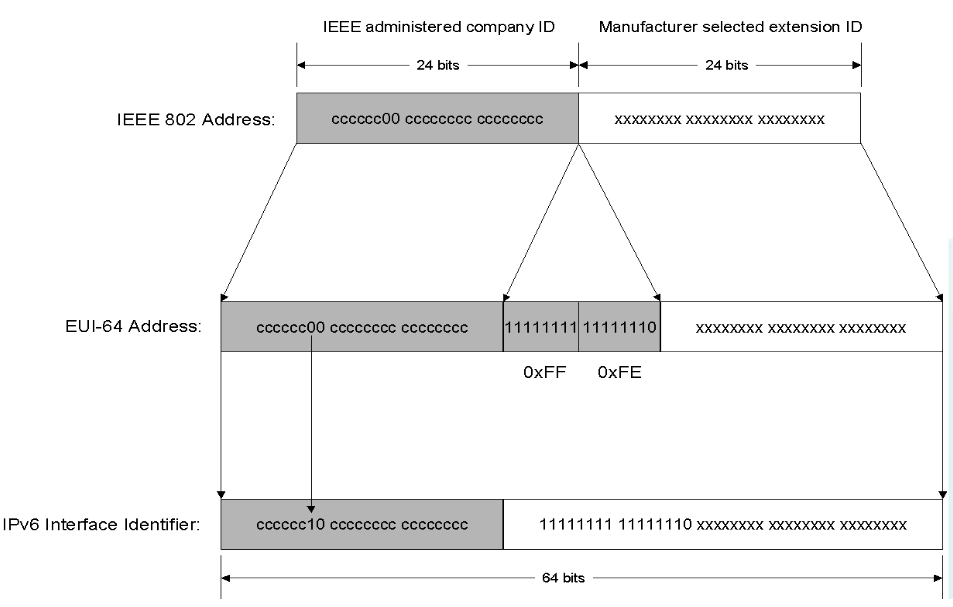 IEEE administered company ID Manufacturer selected extension ID
24 bits 24 bits
IEEE 802 Address: cccccc00 cccccccc cccccccc xxxxxxxx xxxxxxxx xxxxxxxx
EUI-64 Address: cccccc00 cccccccc cccccccc 11111111 11111110 xxxxxxxx xxxxxxxx xxxxxxxx
0xFF 0xFE
IPv6 Interface Identifier: cccccc10 cccccccc cccccccc 11111111 11111110 xxxxxxxx xxxxxxxx xxxxxxxx
64 bits